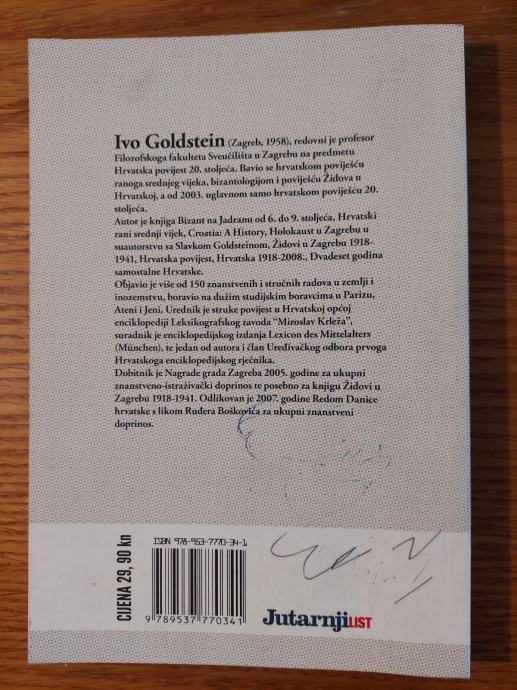 Ivo Goldstein (Zagreb, 1958), redovni je profesor
Filozofskoga fakulteta Sveučilišta u Zagrebu na predmetu
Hrvatska povijest 20. stoljeća. Bavio se hrvatskom poviješću
ranoga srednjeg vijeka, bizantologijom i poviješću Židova u
Hrvatskoj, a od 2003. uglavnom samo hrvatskom poviješću 20.
stoljeća.
Autor je knjiga Bizant na Jadranu od 6. do 9. stoljeća, Hrvatski
rani srednji vijek, Croatia: A History, Holokaust u Zagrebu u
suautorstvu sa Slavkom Goldsteinom, Židovi u Zagrebu 1918-
1941, Hrvatska povijest, Hrvatska 1918-2008., Dvadeset godina
samostalne Hrvatske.
Objavio je više od 150 znanstvenih i stručnih radova u zemlji i
inozemstvu, boravio na dužim studijskim boravcima u Parizu,
Ateni i Jeni. Urednik je struke povijest u Hrvatskoj općoj
enciklopediji Leksikografskog zavoda "Miroslav Krleža",
suradnik je enciklopedijskog izdanja Lexicon des Mittelalters
(München), te jedan od autora i član Uređivačkog odbora prvoga
Hrvatskoga enciklopedijskog rječnika.
Dobitnik je Nagrade grada Zagreba 2005. godine za ukupni
znanstveno-istraživački doprinos te posebno za knjigu Židovi u
Zagrebu 1918-1941. Odlikovan je 2007. godine Redom Danice
hrvatske s likom Ruđera Boškovića za ukupni znanstveni
doprinos.
CIJENA 29, 90 kn
ISBN 978-953-7770-34-1
9 789537 770341
Jutarnji LIST